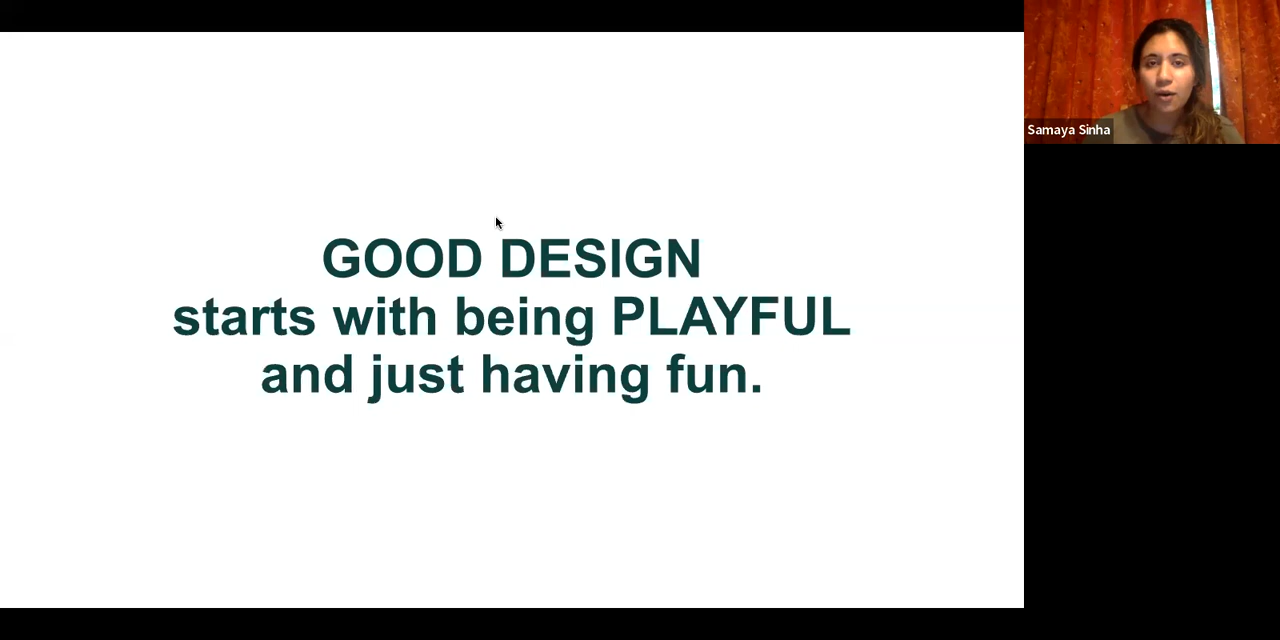 GOOD DESIGN
starts with being PLAYFUL
and just having fun.
Samaya Sinha